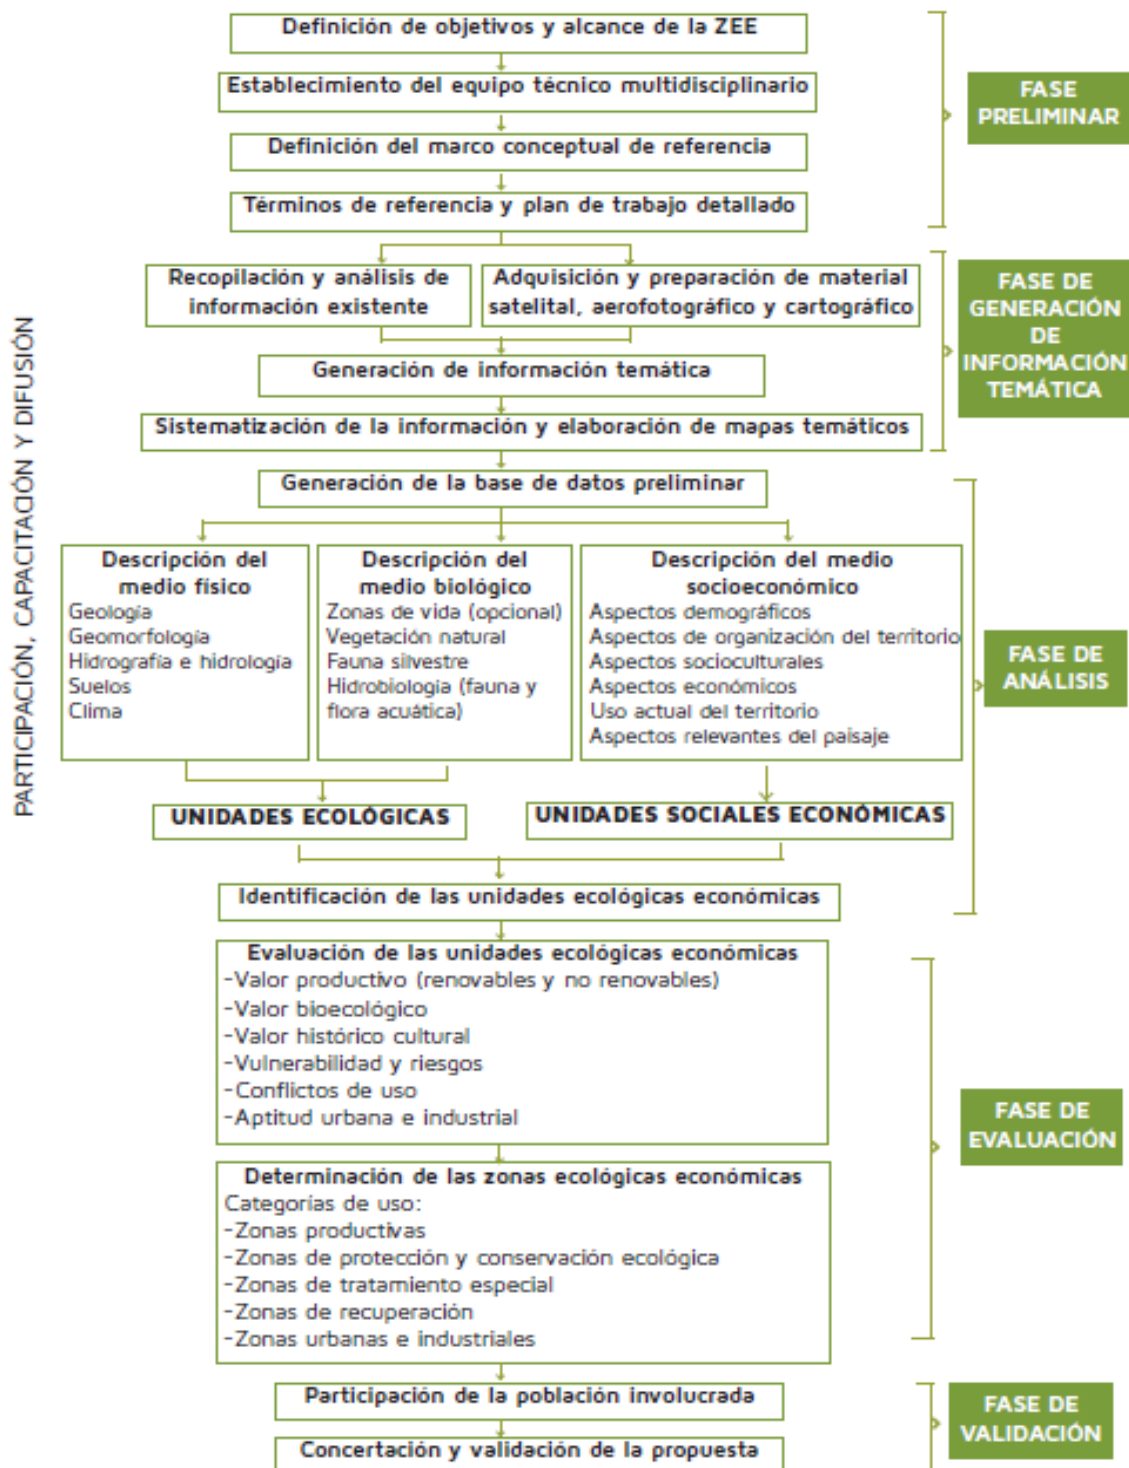 Definición de objetivos y alcance de la ZEE
Establecimiento del equipo técnico multidisciplinario
Definición del marco conceptual de referencia
Términos de referencia y plan de trabajo detallado
FASE
PRELIMINAR
Recopilación y análisis de
información existente
Adquisición y preparación de material
satelital, aerofotográfico y cartográfico
Generación de información temática
Sistematización de la información y elaboración de mapas temáticos
FASE DE
GENERACIÓN
DE
INFORMACIÓN
TEMÁTICA
PARTICIPACIÓN, CAPACITACIÓN Y DIFUSIÓN
Generación de la base de datos preliminar
Descripción del
medio físico
Geología
Geomorfología
Hidrografía e hidrología
Suelos
Clima
Descripción del
medio biológico
Zonas de vida (opcional)
Vegetación natural
Fauna silvestre
Hidrobiología (fauna y
flora acuática)
Descripción del medio
socioeconómico
Aspectos demográficos
Aspectos de organización del territorio
Aspectos socioculturales
Aspectos económicos
Uso actual del territorio
Aspectos relevantes del paisaje
UNIDADES ECOLÓGICAS
UNIDADES SOCIALES ECONÓMICAS
Identificación de las unidades ecológicas económicas
FASE DE
ANÁLISIS
Evaluación de las unidades ecológicas económicas
-Valor productivo (renovables y no renovables)
-Valor bioecológico
-Valor histórico cultural
-Vulnerabilidad y riesgos
-Conflictos de uso
-Aptitud urbana e industrial
Determinación de las zonas ecológicas económicas
Categorías de uso:
-Zonas productivas
-Zonas de protección y conservación ecológica
-Zonas de tratamiento especial
-Zonas de recuperación
-Zonas urbanas e industriales
FASE DE
EVALUACIÓN
Participación de la población involucrada
Concertación y validación de la propuesta
FASE DE
VALIDACIÓN